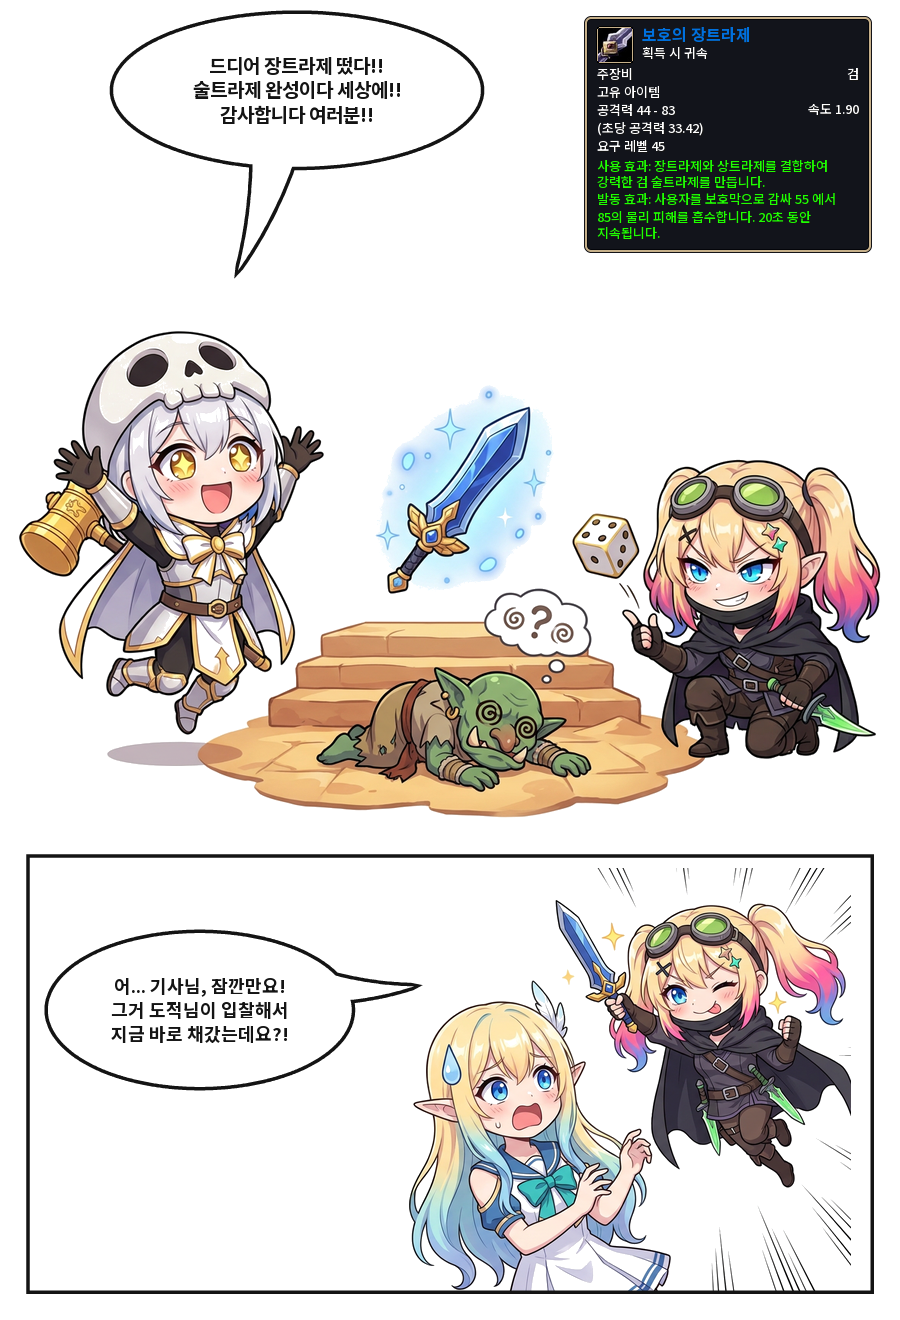 드디어 장트라제 떴다!!
술트라제 완성이다 세상에!!
감사합니다 여러분!!
보호의 장트라제
획득 시 귀속
주장비 검
고유 아이템
공격력 44 - 83 속도 1.90
(초당 공격력 33.42)
요구 레벨 45
사용 효과: 장트라제와 상트라제를 결합하여
강력한 검 술트라제를 만듭니다.
발동 효과: 사용자를 보호막으로 감싸 55 에서
85의 물리 피해를 흡수합니다. 20초 동안
지속됩니다.
?
어... 기사님, 잠깐만요!
그거 도적님이 입찰해서
지금 바로 채갔는데요?!